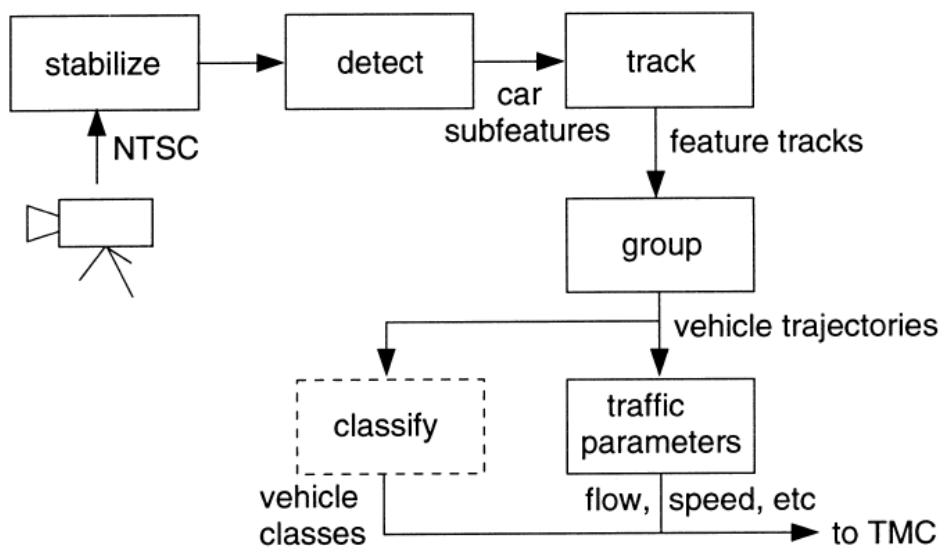 stabilize
detect
track
NTSC
car
subfeatures
feature tracks
group
vehicle trajectories
classify
traffic
parameters
vehicle
classes
flow, speed, etc
to TMC